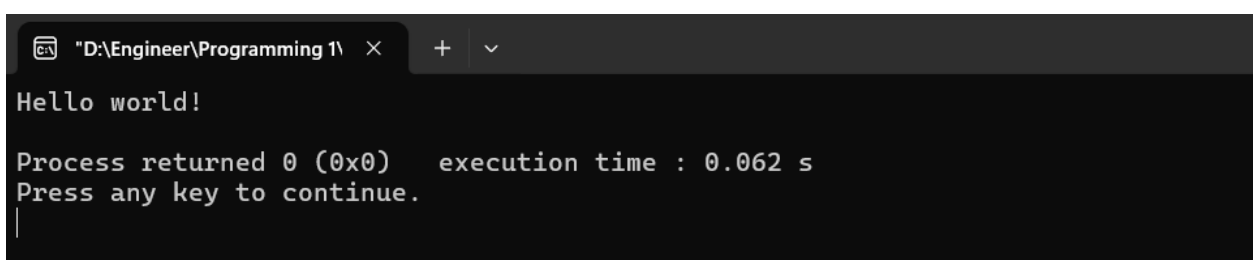 "D:\Engineer\Programming 1\
Hello world!
Process returned 0 (0x0)   execution time : 0.062 s
Press any key to continue.